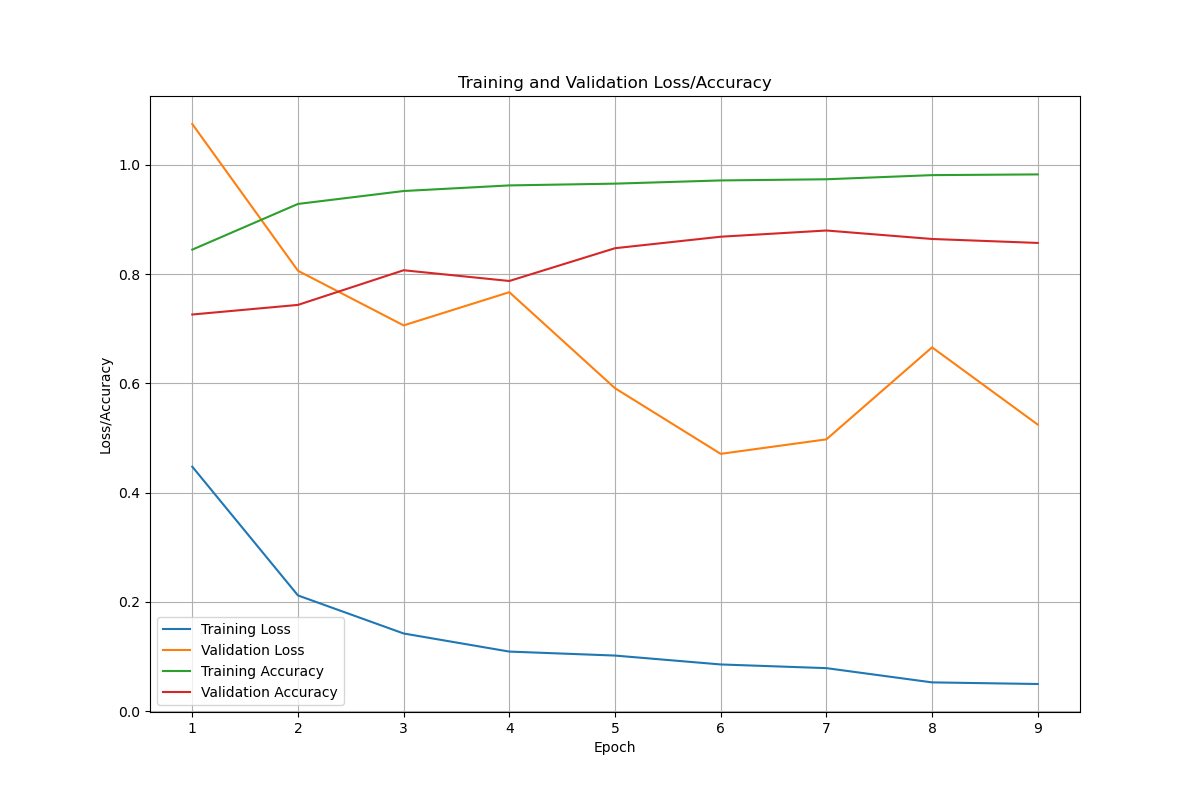 Training and Validation Loss/Accuracy
Loss/Accuracy
1.0
0.8
0.6
0.4
0.2
0.0
Training Loss
Validation Loss
Training Accuracy
Validation Accuracy
1 2 3 4 5 6 7 8 9
Epoch